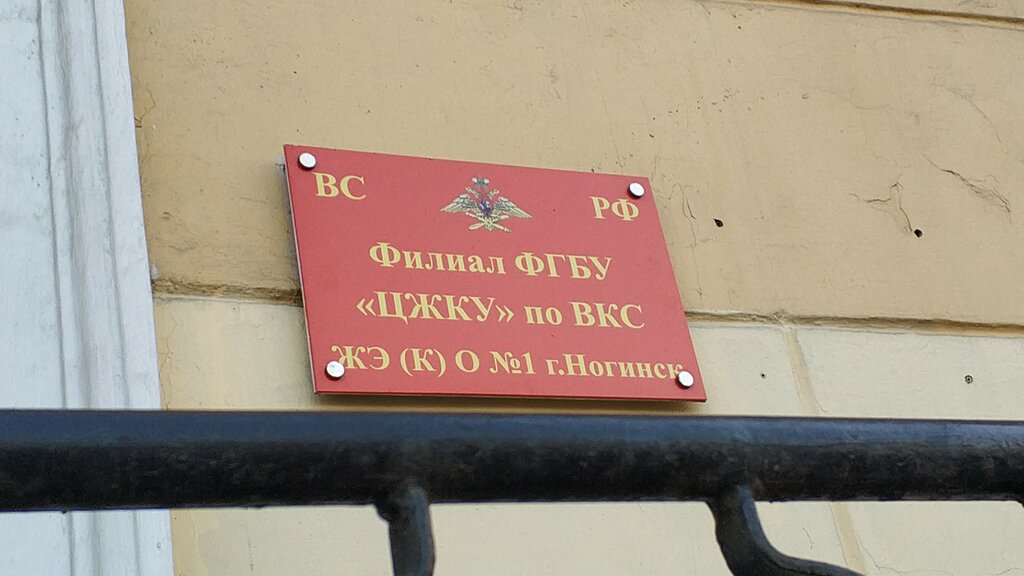 ВС РФ
Филиал ФГБУ
«ЦЖКУ» по ВКС
ЖЭ (К) О №1 г.Ногинск